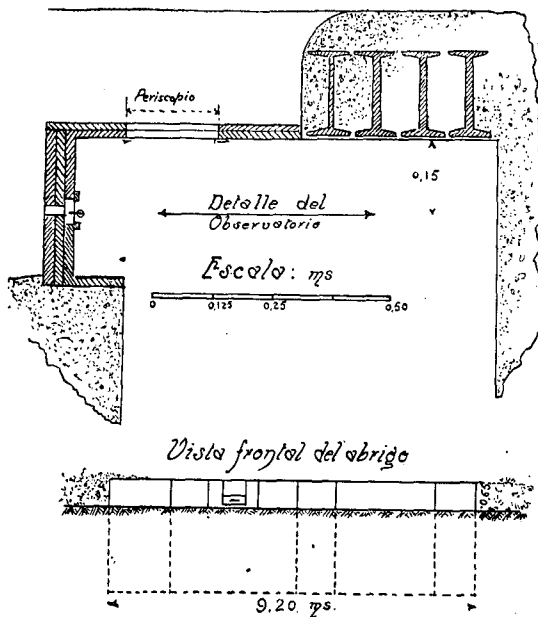 Periscopio
0,15
Detalle del
Observatorio
Escala: ms
0 0,125 0,25 0,50
Vista frontal del abrigo
0,65
9,20 ms.